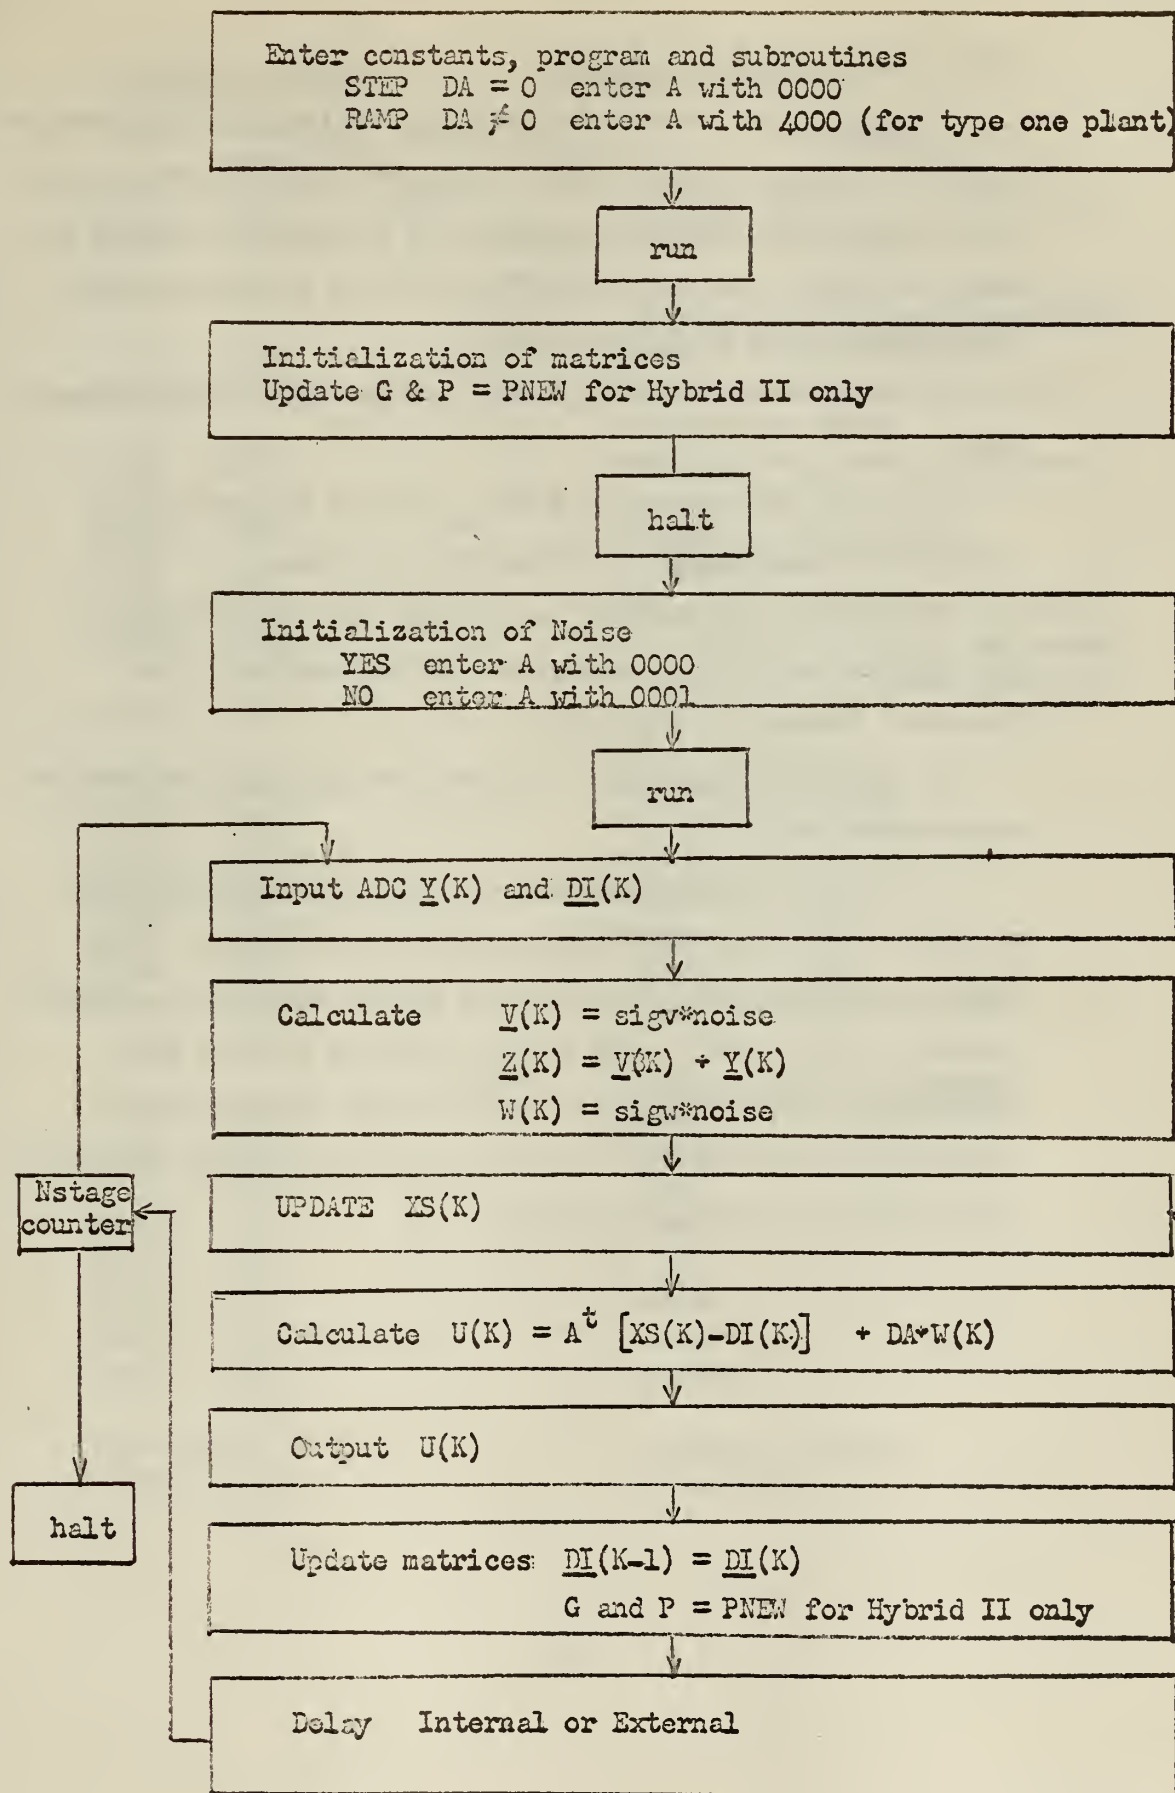 Enter constants, program and subroutines
STEP DA = 0 enter A with 0000
RAMP DA ≠ 0 enter A with 4000 (for type one plant)
run
Initialization of matrices
Update G & P = PNEW for Hybrid II only
halt
Initialization of Noise
YES enter A with 0000
NO enter A with 0001
run
Input ADC Y(K) and DI(K)
Calculate V(K) = sigv*noise
Z(K) = V(K) + Y(K)
W(K) = sigw*noise
Nstage
counter
UPDATE XS(K)
Calculate U(K) = A^t [XS(K)-DI(K)] + DA*W(K)
Output U(K)
halt
Update matrices DI(K-1) = DI(K)
G and P = PNEW for Hybrid II only
Delay Internal or External